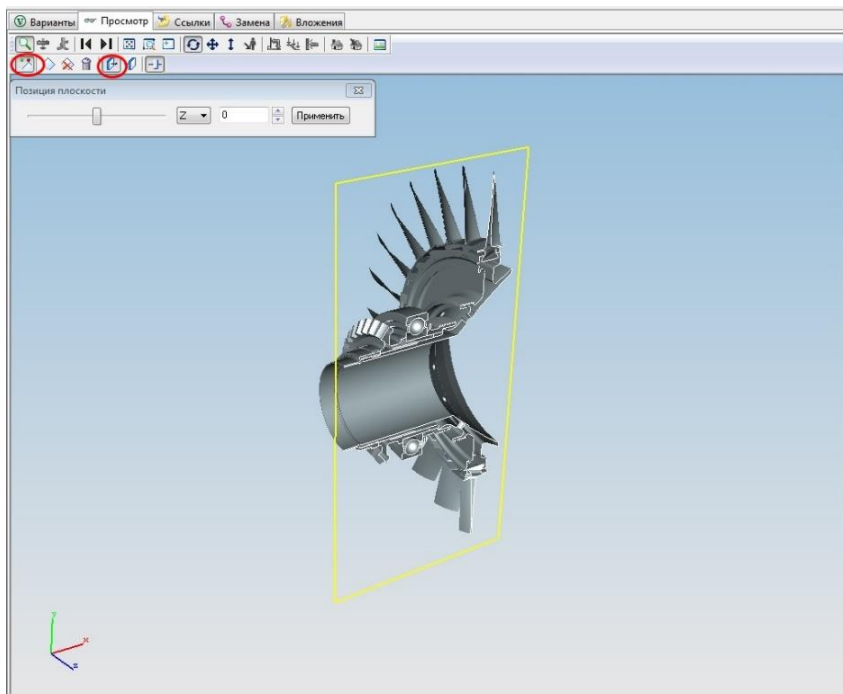 Варианты Просмотр Ссылки Замена Вложения
Позиция плоскости
Z 0 Применить
Y
X
Z